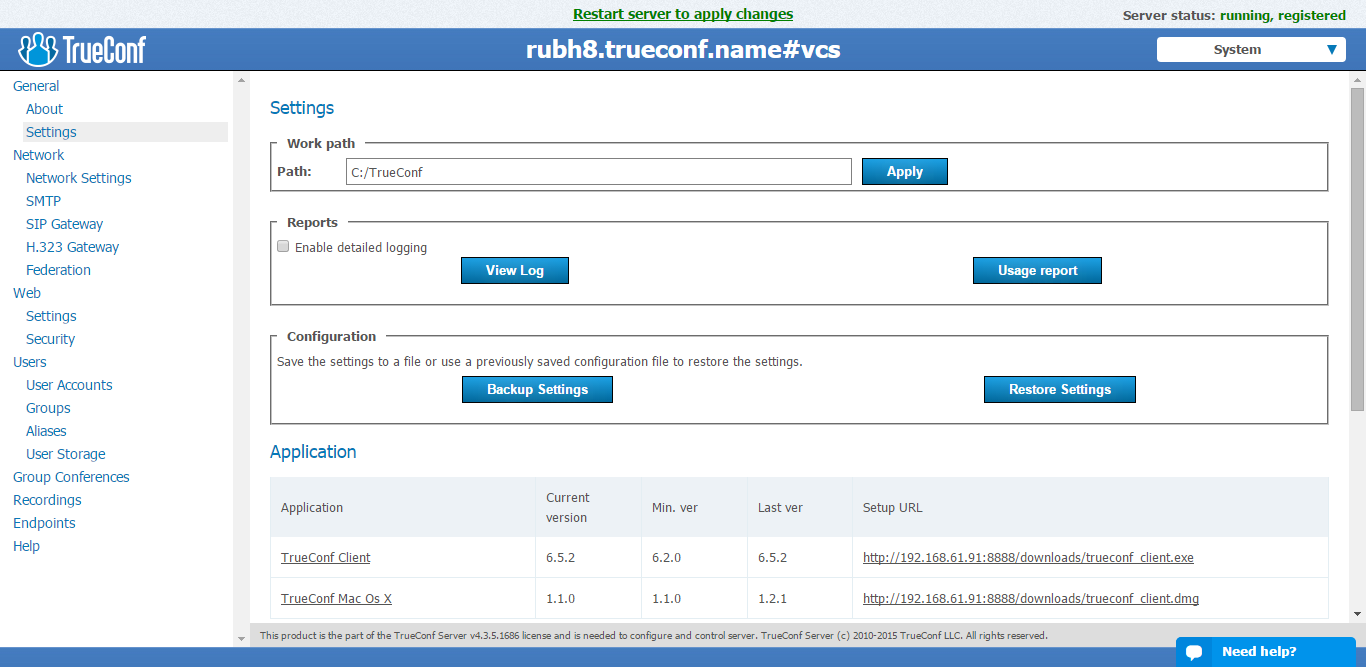 Restart server to apply changes
Server status: running, registered
TrueConf
rubh8.trueconf.name#vcs
System
General
About
Settings
Network
Network Settings
SMTP
SIP Gateway
H.323 Gateway
Federation
Web
Settings
Security
Users
User Accounts
Groups
Aliases
User Storage
Group Conferences
Recordings
Endpoints
Help
Settings
Work path
Path: C:/TrueConf Apply
Reports
Enable detailed logging
View Log Usage report
Configuration
Save the settings to a file or use a previously saved configuration file to restore the settings.
Backup Settings Restore Settings
Application
Application Current version Min. ver Last ver Setup URL
TrueConf Client 6.5.2 6.2.0 6.5.2 http://192.168.61.91:8888/downloads/trueconf_client.exe
TrueConf Mac Os X 1.1.0 1.1.0 1.2.1 http://192.168.61.91:8888/downloads/trueconf_client.dmg
This product is the part of the TrueConf Server v4.3.5.1686 license and is needed to configure and control server. TrueConf Server (c) 2010-2015 TrueConf LLC. All rights reserved.
Need help?